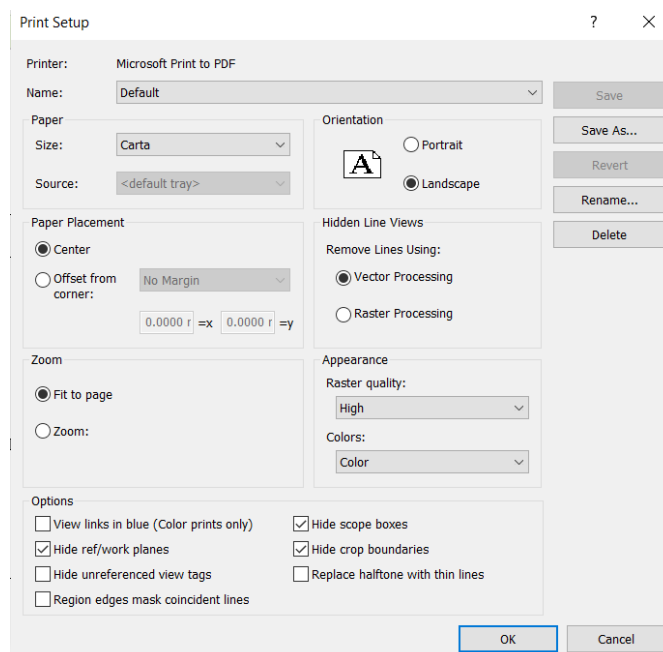 Print Setup ?
Printer: Microsoft Print to PDF
Name: Default
Save
Paper
Size: Carta
Source: <default tray>
Orientation
A
Portrait
Landscape
Save As...
Revert
Rename...
Delete
Paper Placement
Center
Offset from
corner:
No Margin
0.0000 r =x 0.0000 r =y
Hidden Line Views
Remove Lines Using:
Vector Processing
Raster Processing
Zoom
Fit to page
Zoom:
Appearance
Raster quality:
High
Colors:
Color
Options
View links in blue (Color prints only)
Hide ref/work planes
Hide unreferenced view tags
Region edges mask coincident lines
Hide scope boxes
Hide crop boundaries
Replace halftone with thin lines
OK Cancel